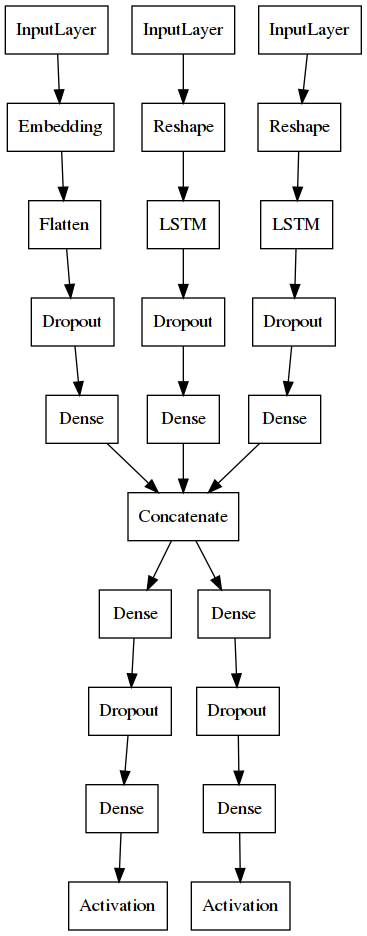 InputLayer
InputLayer
InputLayer
Embedding
Reshape
Reshape
Flatten
LSTM
LSTM
Dropout
Dropout
Dropout
Dense
Dense
Dense
Concatenate
Dense
Dense
Dropout
Dropout
Dense
Dense
Activation
Activation